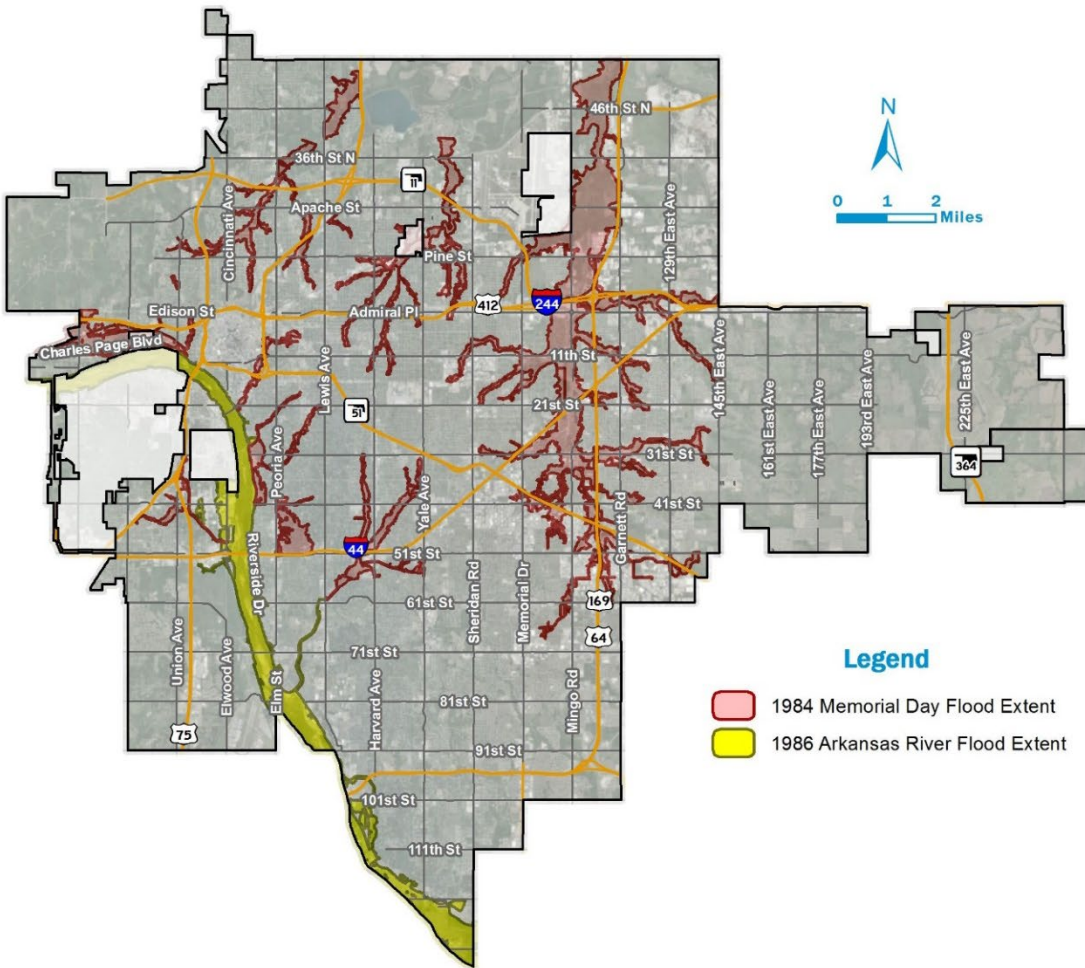 46th St N
N
36th St N
11
Cincinnati Ave
Apache St
0 1 2
Miles
129th East Ave
Pine St
Edison St
Admiral Pl
412
244
Charles Page Blvd
11th St
Lewis Ave
21st St
51
145th East Ave
161st East Ave
177th East Ave
193rd East Ave
225th East Ave
31st St
364
Peoria Ave
Yale Ave
41st St
Garnett Rd
44
51st St
Riverside Dr
Sheridan Rd
Memorial Dr
61st St
169
64
Union Ave
Elwood Ave
Elm St
71st St
Harvard Ave
81st St
Mingo Rd
75
91st St
101st St
111th St
Legend
1984 Memorial Day Flood Extent
1986 Arkansas River Flood Extent